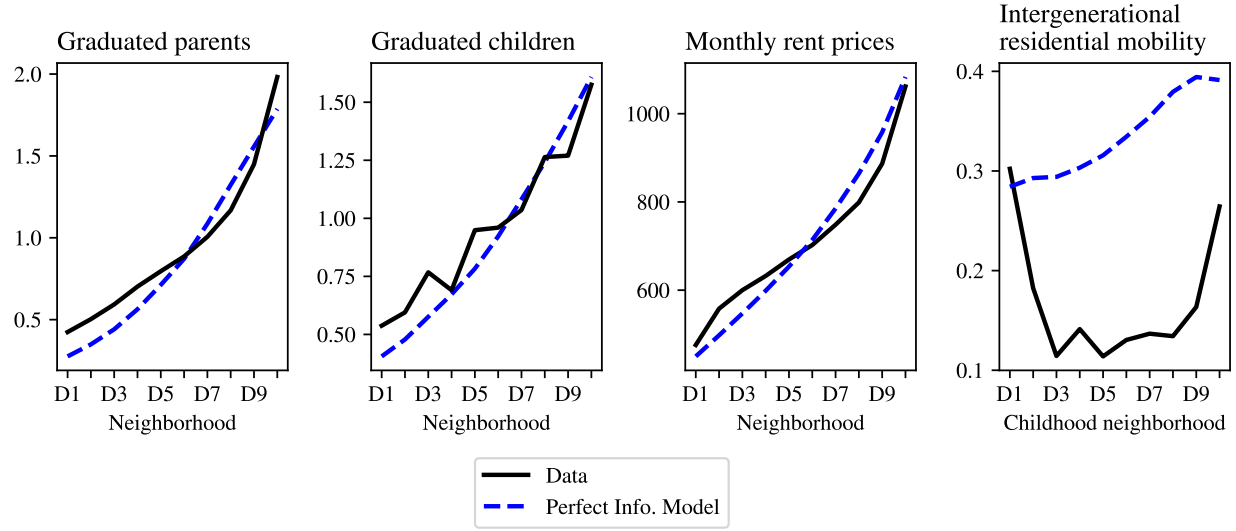 Graduated parents
2.0
1.5
1.0
0.5
D1 D3 D5 D7 D9
Neighborhood
Graduated children
1.50
1.25
1.00
0.75
0.50
D1 D3 D5 D7 D9
Neighborhood
Monthly rent prices
1000
800
600
D1 D3 D5 D7 D9
Neighborhood
Intergenerational
residential mobility
0.4
0.3
0.2
0.1
D1 D3 D5 D7 D9
Childhood neighborhood
Data
Perfect Info. Model